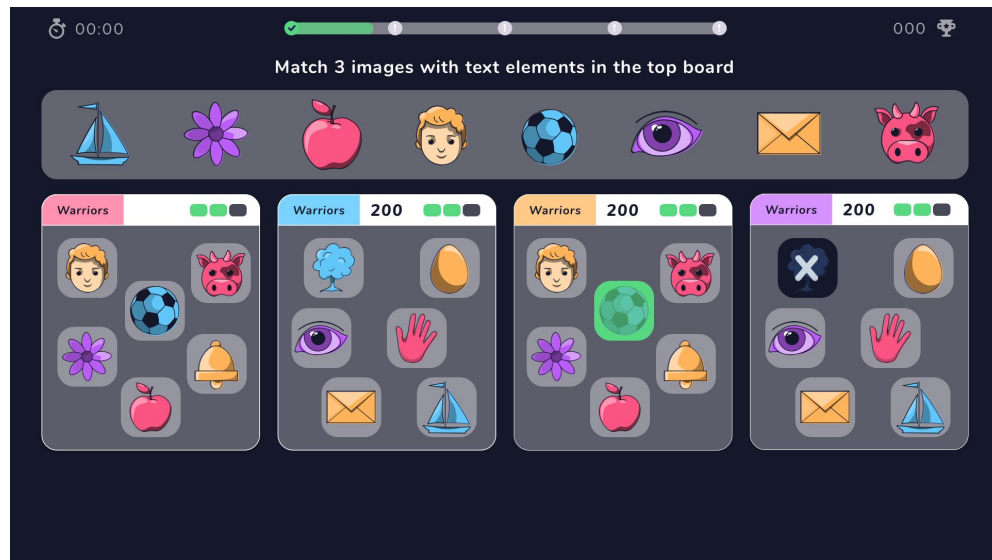 00:00
000
Match 3 images with text elements in the top board
Warriors
Warriors 200
Warriors 200
Warriors 200